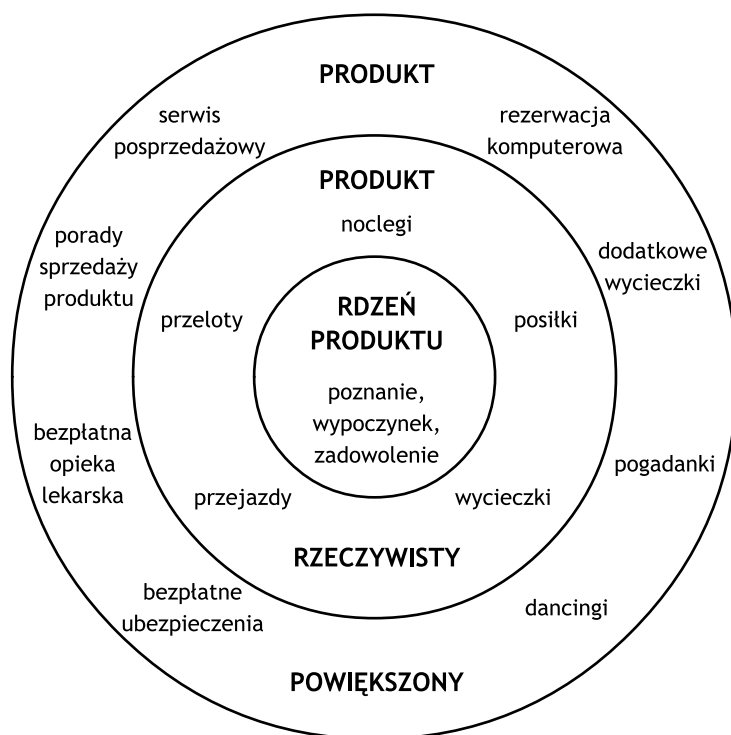 PRODUKT
serwis
posprzedażowy
rezerwacja
komputerowa
PRODUKT
noclegi
porady
sprzedaży
produktu
dodatkowe
wycieczki
przeloty
RDZEŃ
PRODUKTU
posiłki
poznanie,
wypoczynek,
zadowolenie
bezpłatna
opieka
lekarska
pogadanki
przejazdy
wycieczki
RZECZYWISTY
bezpłatne
ubezpieczenia
dancingi
POWIĘKSZONY